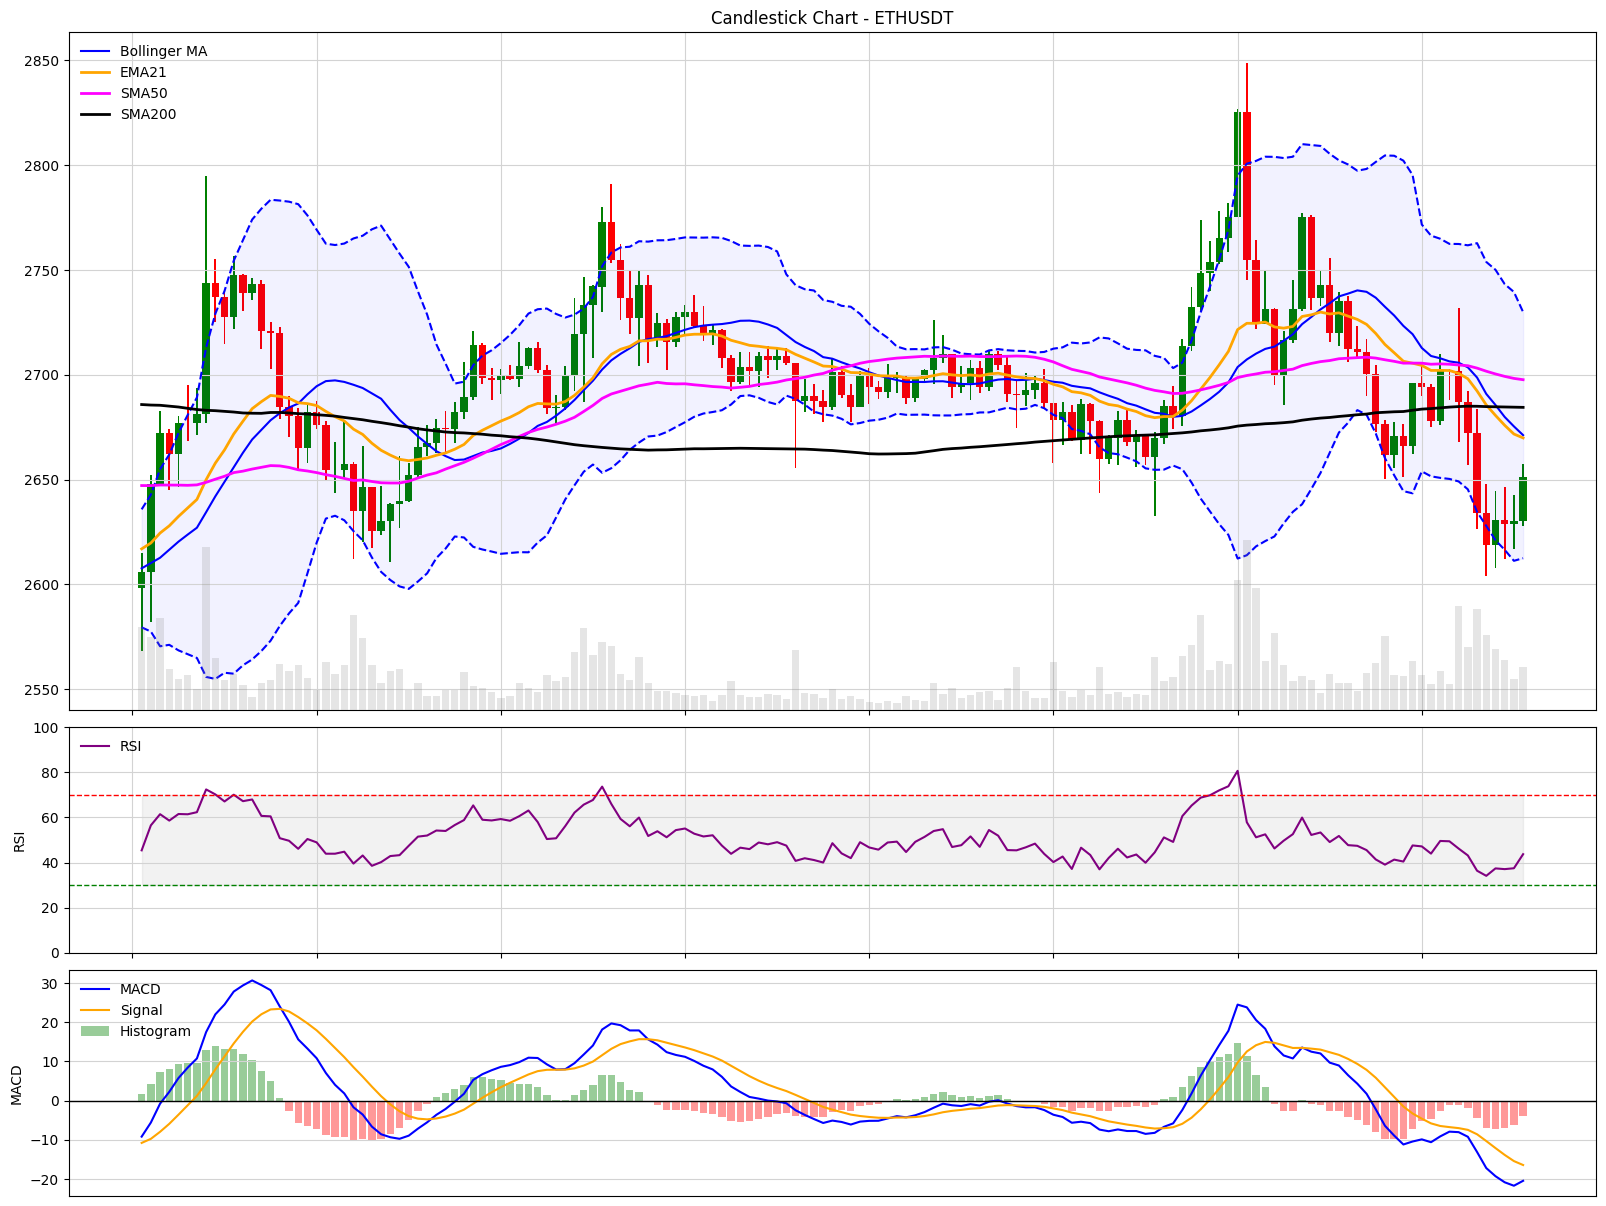 Candlestick Chart - ETHUSDT
Bollinger MA
EMA21
SMA50
SMA200
2850
2800
2750
2700
2650
2600
2550
RSI
100
80
60
40
20
0
RSI
MACD
Signal
Histogram
30
20
10
0
−10
−20
MACD